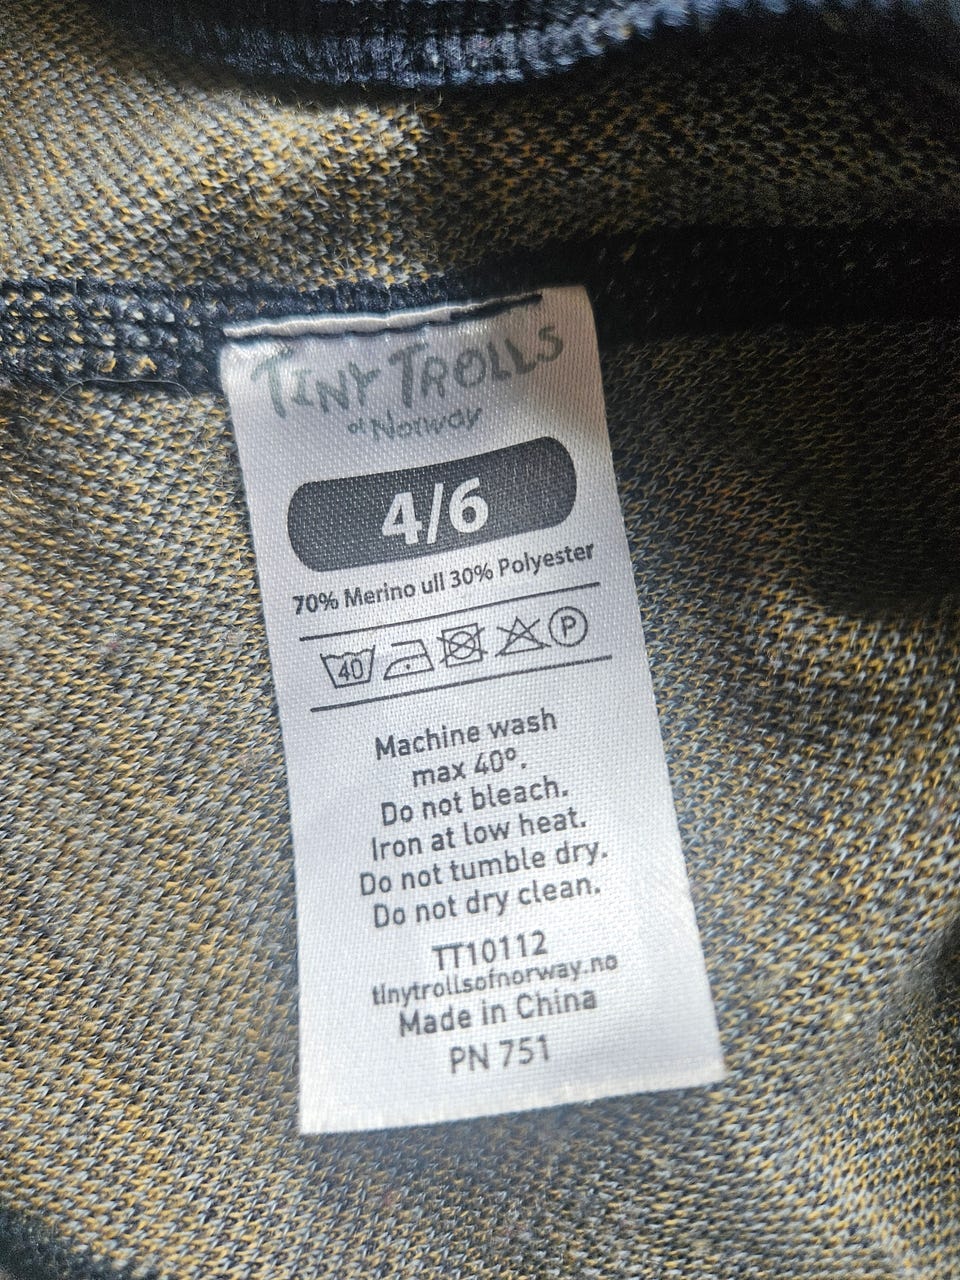 TINY TROLLS
of Norway
4/6
70% Merino ull 30% Polyester
40 P
Machine wash
max 40º.
Do not bleach.
Iron at low heat.
Do not tumble dry.
Do not dry clean.
TT10112
tinytrollsofnorway.no
Made in China
PN 751